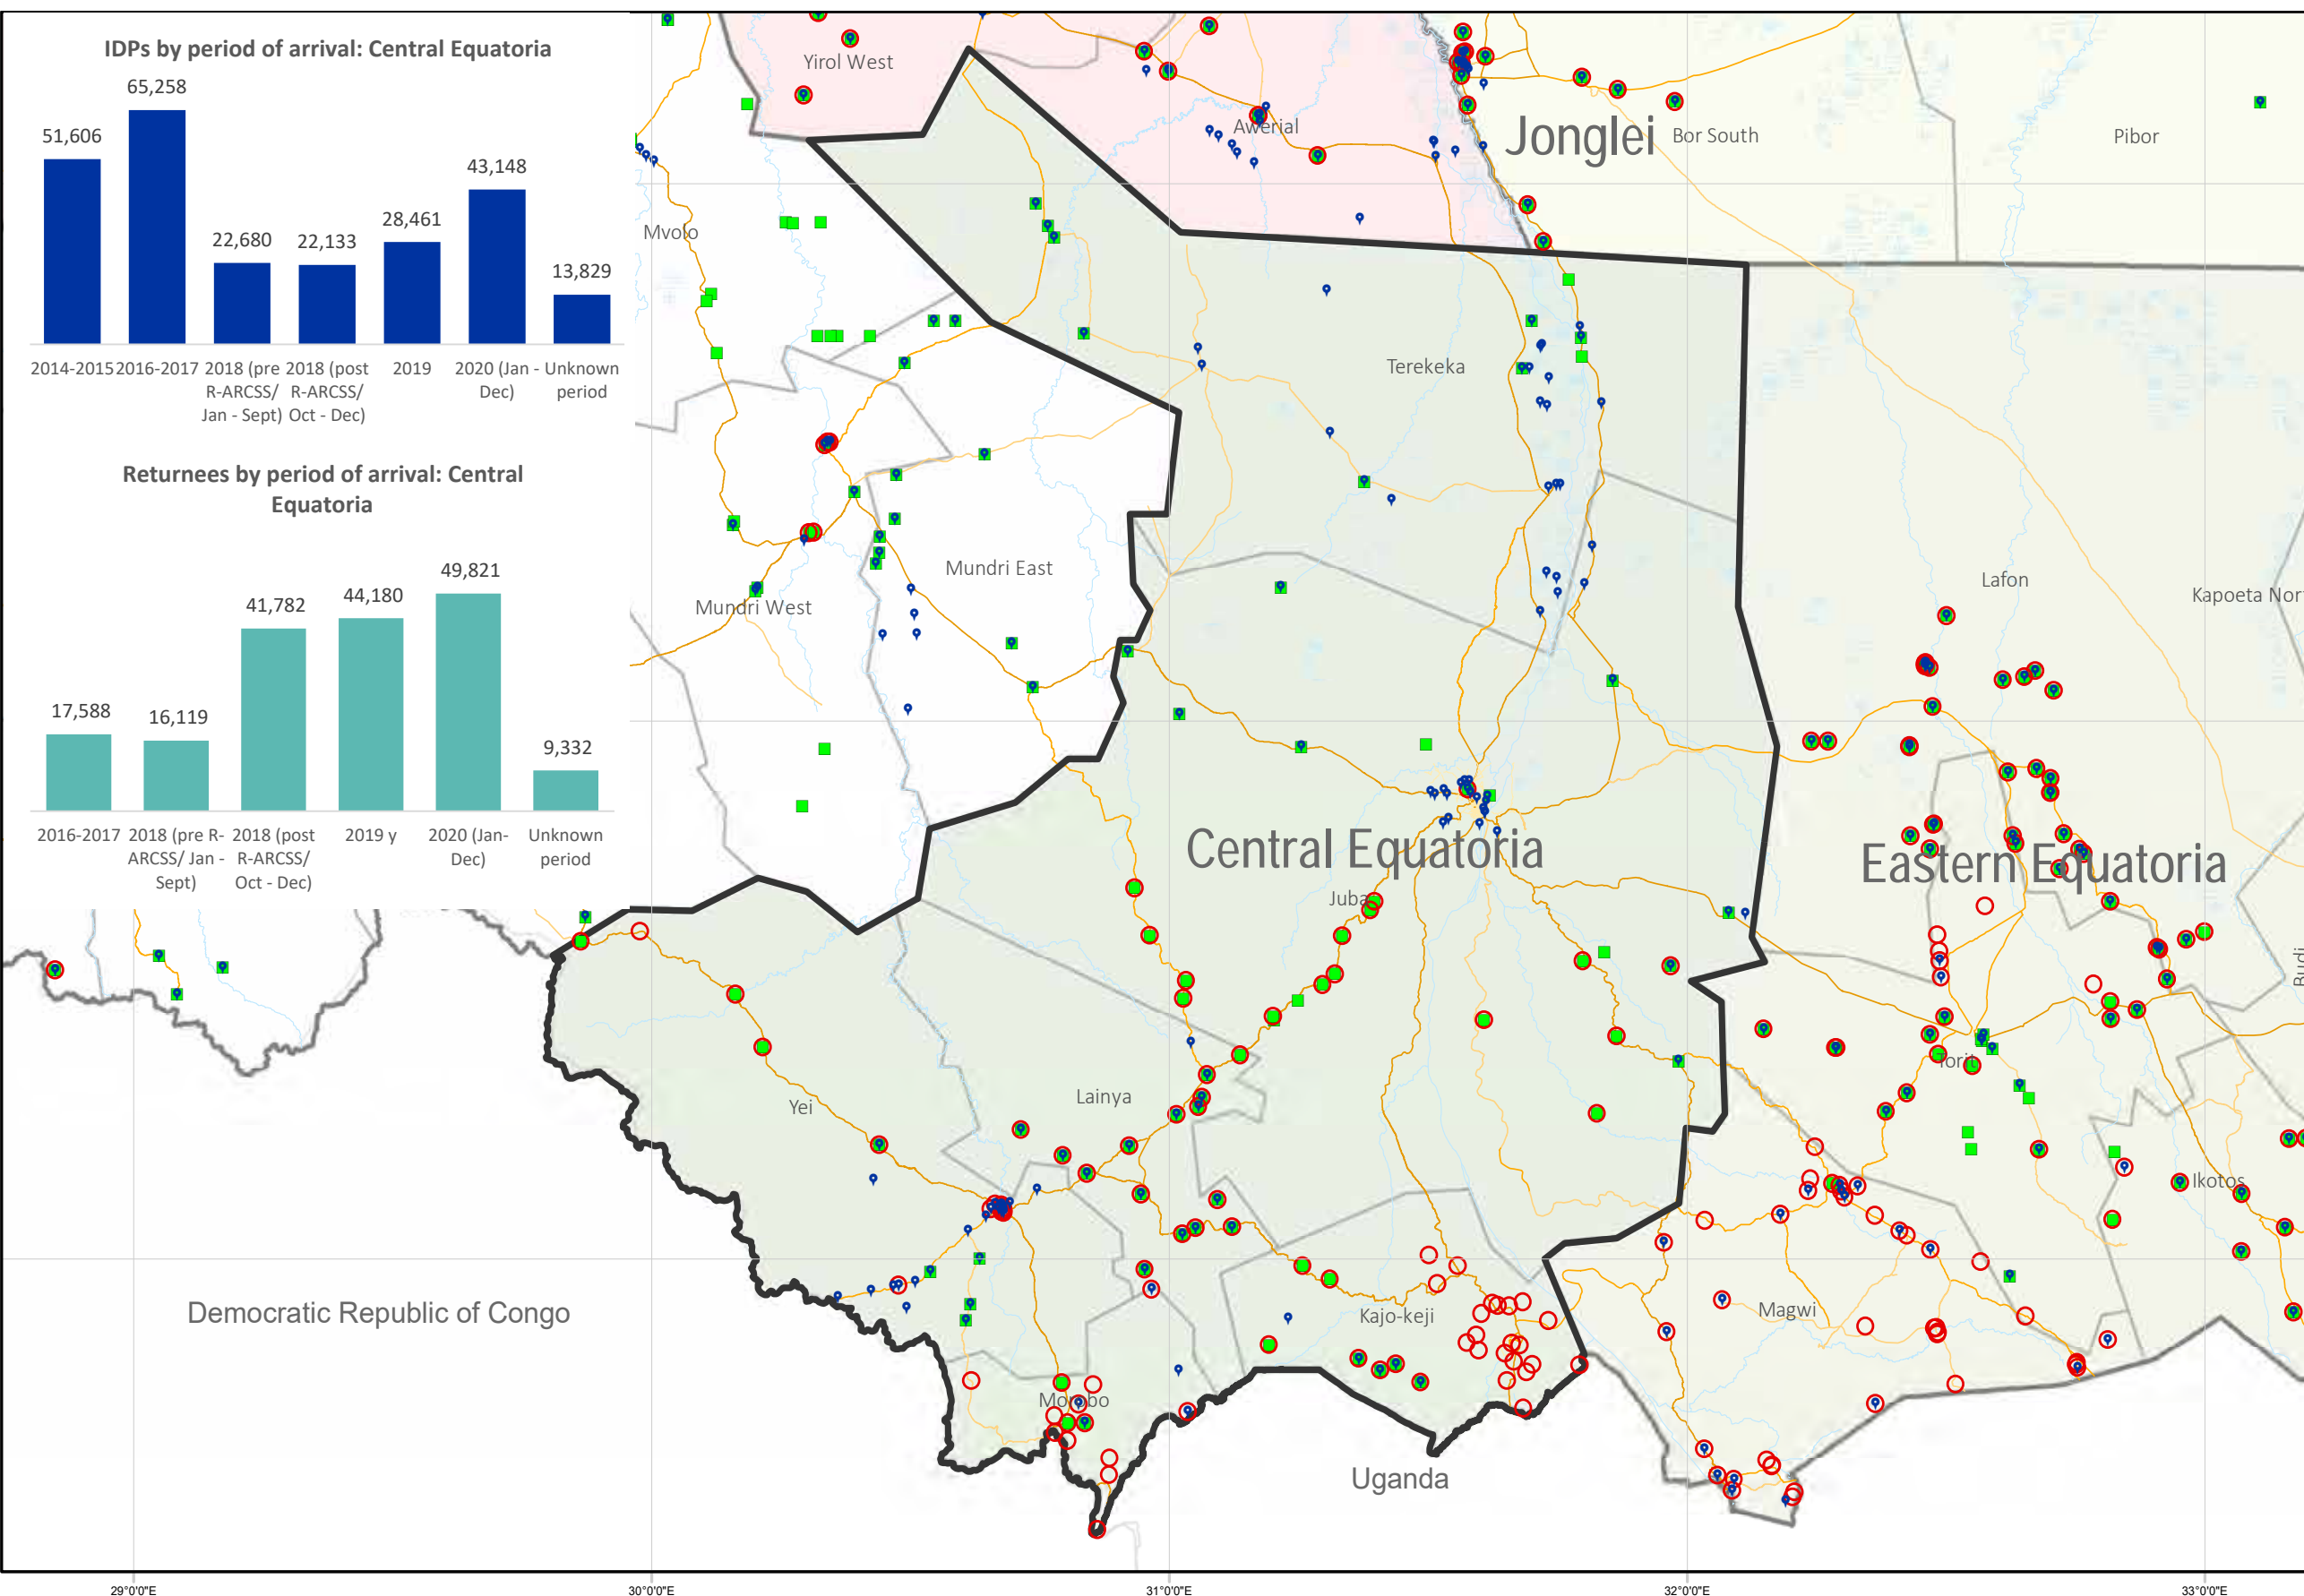 IDPs by period of arrival: Central Equatoria
65,258
51,606
43,148
28,461
22,680
22,133
13,829
2014-2015
2016-2017
2018 (pre
R-ARCSS/
Jan - Sept)
2018 (post
R-ARCSS/
Oct - Dec)
2019
2020 (Jan -
Dec)
Unknown
period
Returnees by period of arrival: Central
Equatoria
49,821
44,180
41,782
17,588
16,119
9,332
2016-2017
2018 (pre R-
ARCSS/ Jan -
Sept)
2018 (post
R-ARCSS/
Oct - Dec)
2019 y
2020 (Jan-
Dec)
Unknown
period
Yirol West
Awerial
Jonglei
Bor South
Pibor
Mvolo
Terekeka
Mundri East
Mundri West
Lafon
Kapoeta Nor
Central Equatoria
Eastern Equatoria
Juba
Budi
Torit
Yei
Lainya
Ikotos
Democratic Republic of Congo
Kajo-keji
Magwi
Morobo
Uganda
29°0'0"E
30°0'0"E
31°0'0"E
32°0'0"E
33°0'0"E